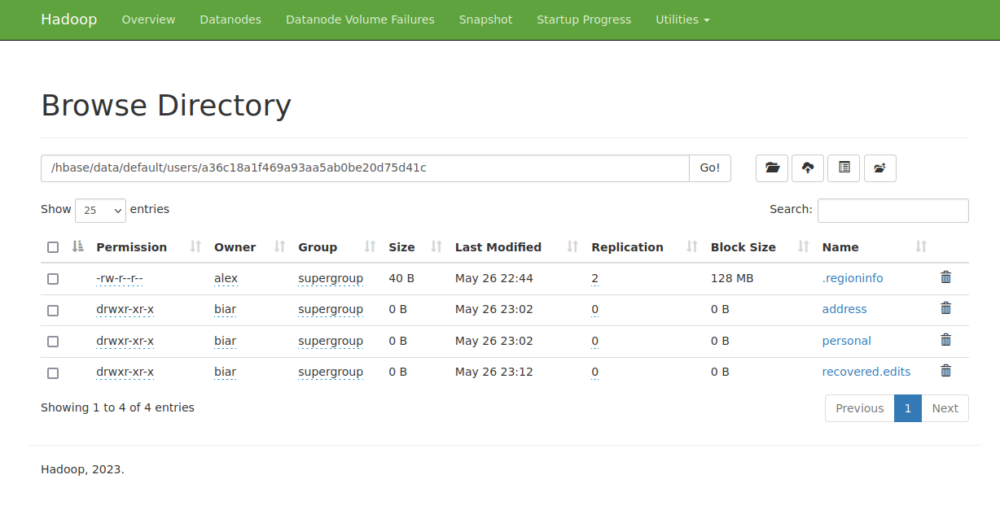 Hadoop Overview Datanodes Datanode Volume Failures Snapshot Startup Progress Utilities
Browse Directory
/hbase/data/default/users/a36c18a1f469a93aa5ab0be20d75d41c Go!
Show 25 entries Search:
Permission Owner Group Size Last Modified Replication Block Size Name
-rw-r--r-- alex supergroup 40 B May 26 22:44 2 128 MB .regioninfo
drwxr-xr-x biar supergroup 0 B May 26 23:02 0 0 B address
drwxr-xr-x biar supergroup 0 B May 26 23:02 0 0 B personal
drwxr-xr-x biar supergroup 0 B May 26 23:12 0 0 B recovered.edits
Showing 1 to 4 of 4 entries Previous 1 Next
Hadoop, 2023.